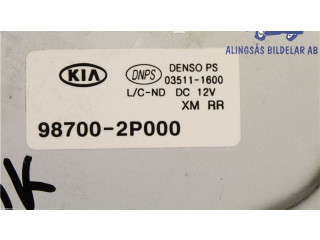 ALINGSÅS BILDELAR AB
KIA
DNPS
DENSO PS
03511-1600
L/C-ND DC 12V
XM RR
98700-2P000